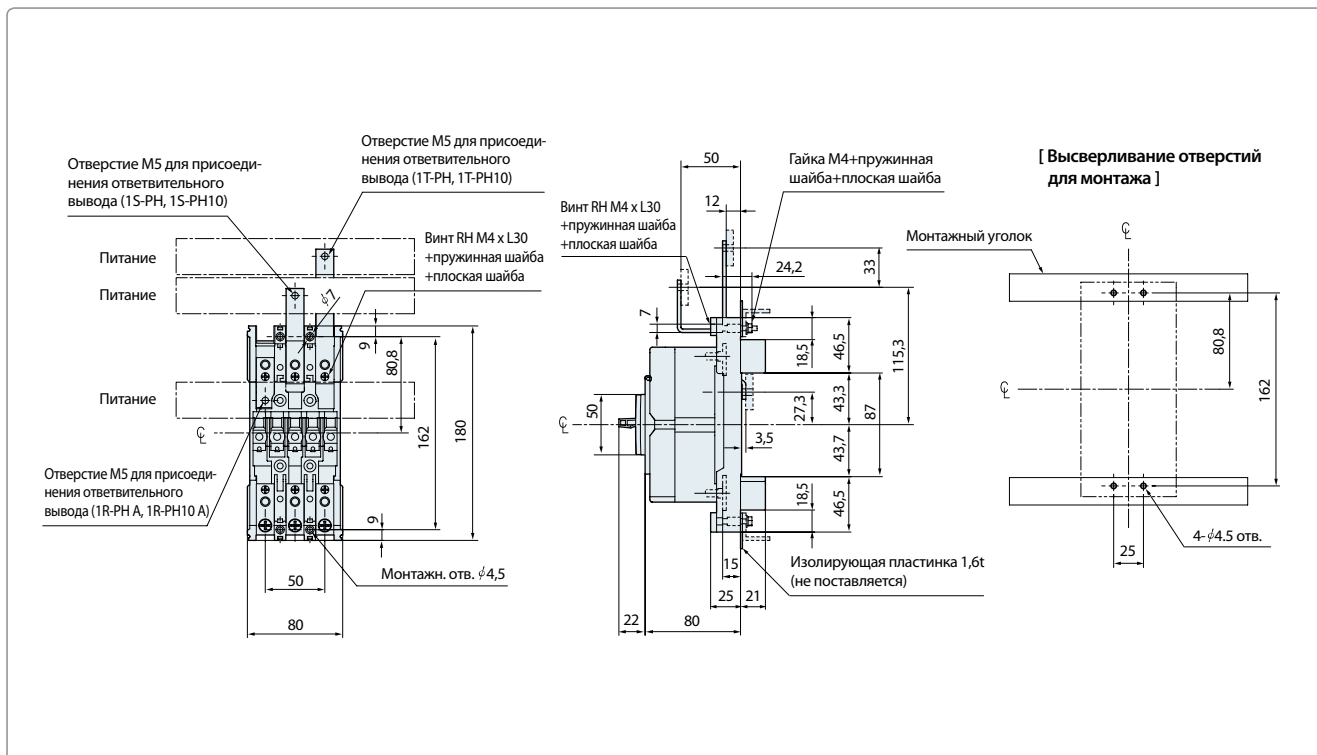 Отверстие M5 для присоеди-
нения ответвительного
вывода (1S-PH, 1S-PH10)
Отверстие M5 для присоеди-
нения ответвительного
вывода (1T-PH, 1T-PH10)
Винт RH M4 x L30
+пружинная шайба
+плоская шайба
Питание
Питание
Питание
ϕ7
9
80,8
162
180
℄
Отверстие M5 для присоеди-
нения ответвительного
вывода (1R-PH A, 1R-PH10 A)
9
Монтажн. отв. ϕ4,5
50
80
50
12
Гайка M4+пружинная
шайба+плоская шайба
Винт RH M4 x L30
+пружинная шайба
+плоская шайба
24,2
33
7
18,5
46,5
115,3
50
27,3
43,3
87
℄
3,5
43,7
18,5
46,5
15
Изолирующая пластинка 1,6t
(не поставляется)
25
21
22
80
[ Высверливание отверстий
для монтажа ]
℄
Монтажный уголок
80,8
162
℄
25
4-ϕ4.5 отв.